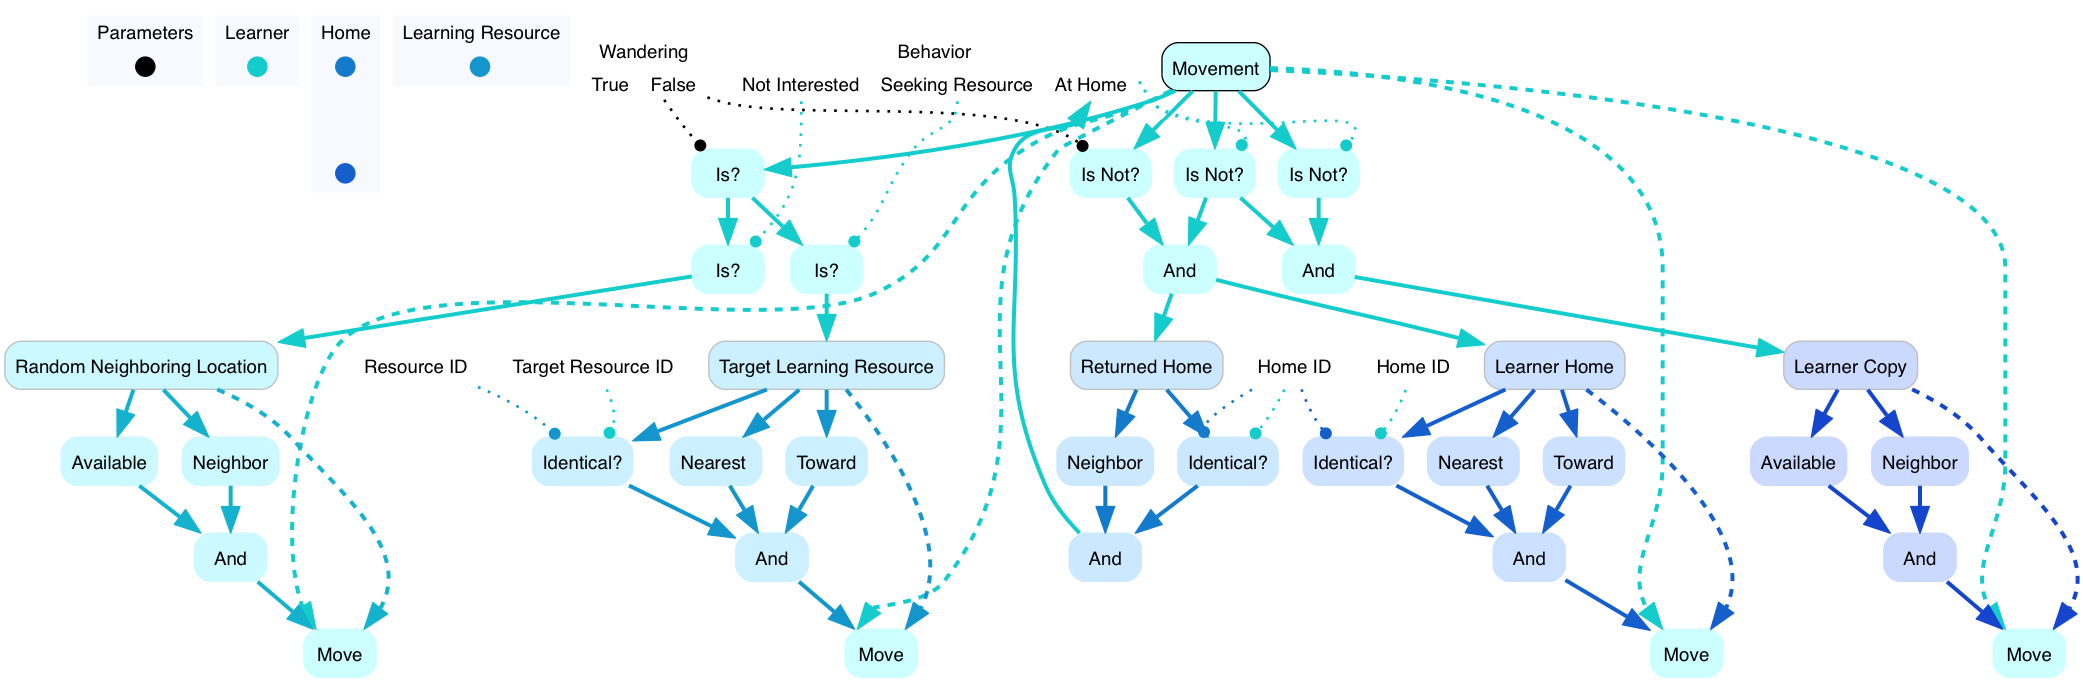 Parameters Learner Home Learning Resource
Wandering Behavior
True False Not Interested Seeking Resource At Home
Movement
Is? Is Not? Is Not? Is Not?
Is? Is? And And
Random Neighboring Location Resource ID Target Resource ID Target Learning Resource Returned Home Home ID Home ID Learner Home Learner Copy
Available Neighbor Identical? Nearest Toward Neighbor Identical? Identical? Nearest Toward Available Neighbor
And And And And And
Move Move Move Move